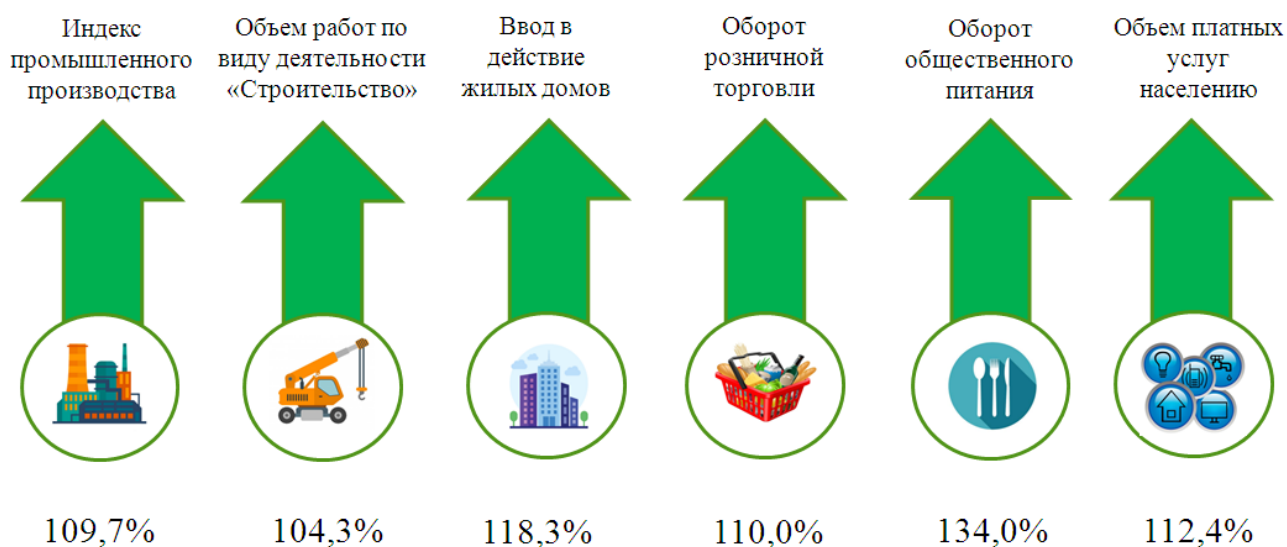 Индекс
промышленного
производства
Объем работ по
виду деятельности
«Строительство»
Ввод в
действие
жилых домов
Оборот
розничной
торговли
Оборот
общественного
питания
Объем платных
услуг
населению
109,7%
104,3%
118,3%
110,0%
134,0%
112,4%